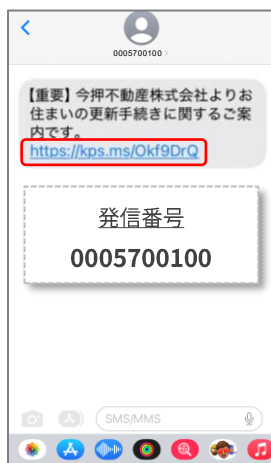 0005700100
【重要】今押不動産株式会社よりお
住まいの更新手続きに関するご案
内です。
https://kps.ms/Okf9DrQ
発信番号
0005700100
SMS/MMS